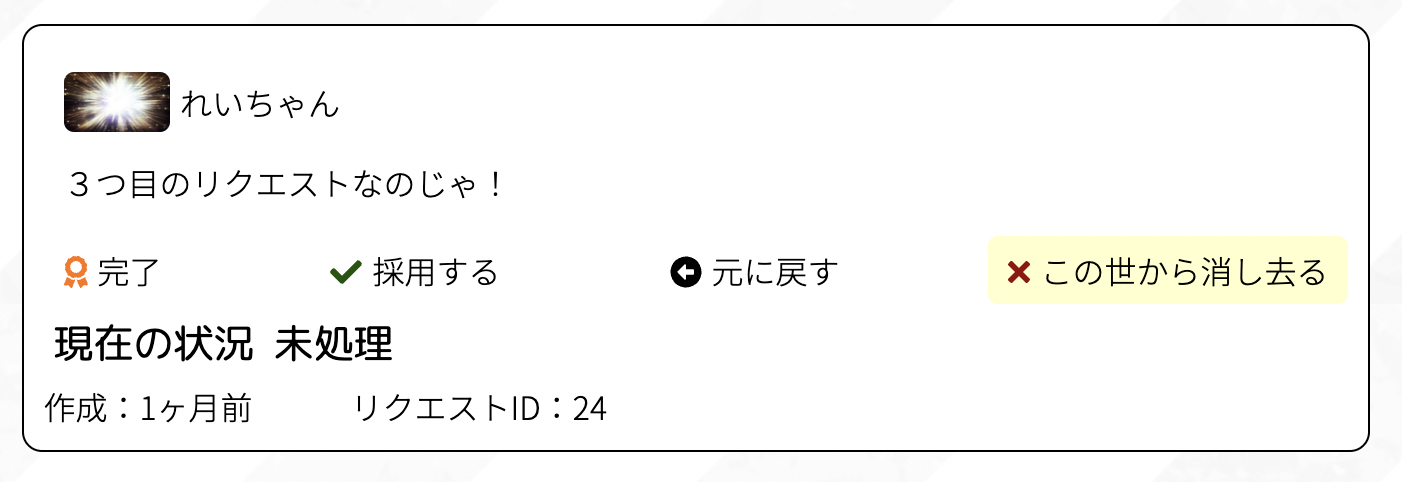 れいちゃん
３つ目のリクエストなのじゃ！
完了 採用する 元に戻す この世から消し去る
現在の状況 未処理
作成：1ヶ月前 リクエストID：24